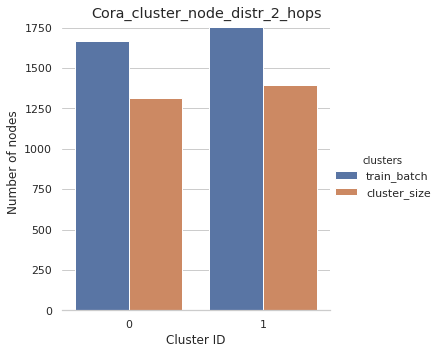 Cora_cluster_node_distr_2_hops
Number of nodes
1750
1500
1250
1000
750
500
250
0
0
1
Cluster ID
clusters
train_batch
cluster_size